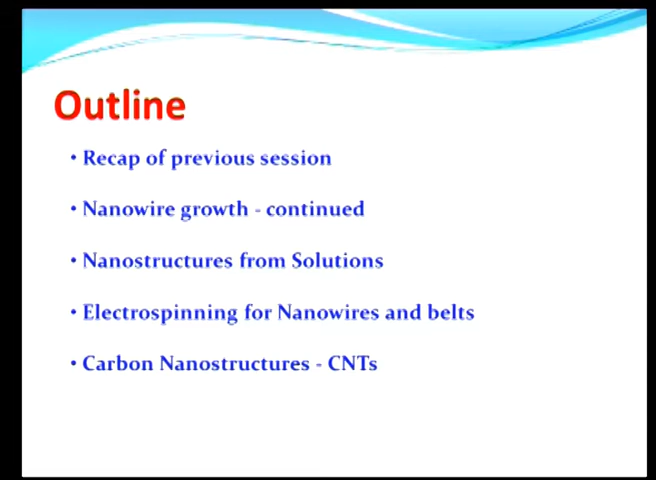 Outline
• Recap of previous session
• Nanowire growth - continued
• Nanostructures from Solutions
• Electrospinning for Nanowires and belts
• Carbon Nanostructures - CNTs